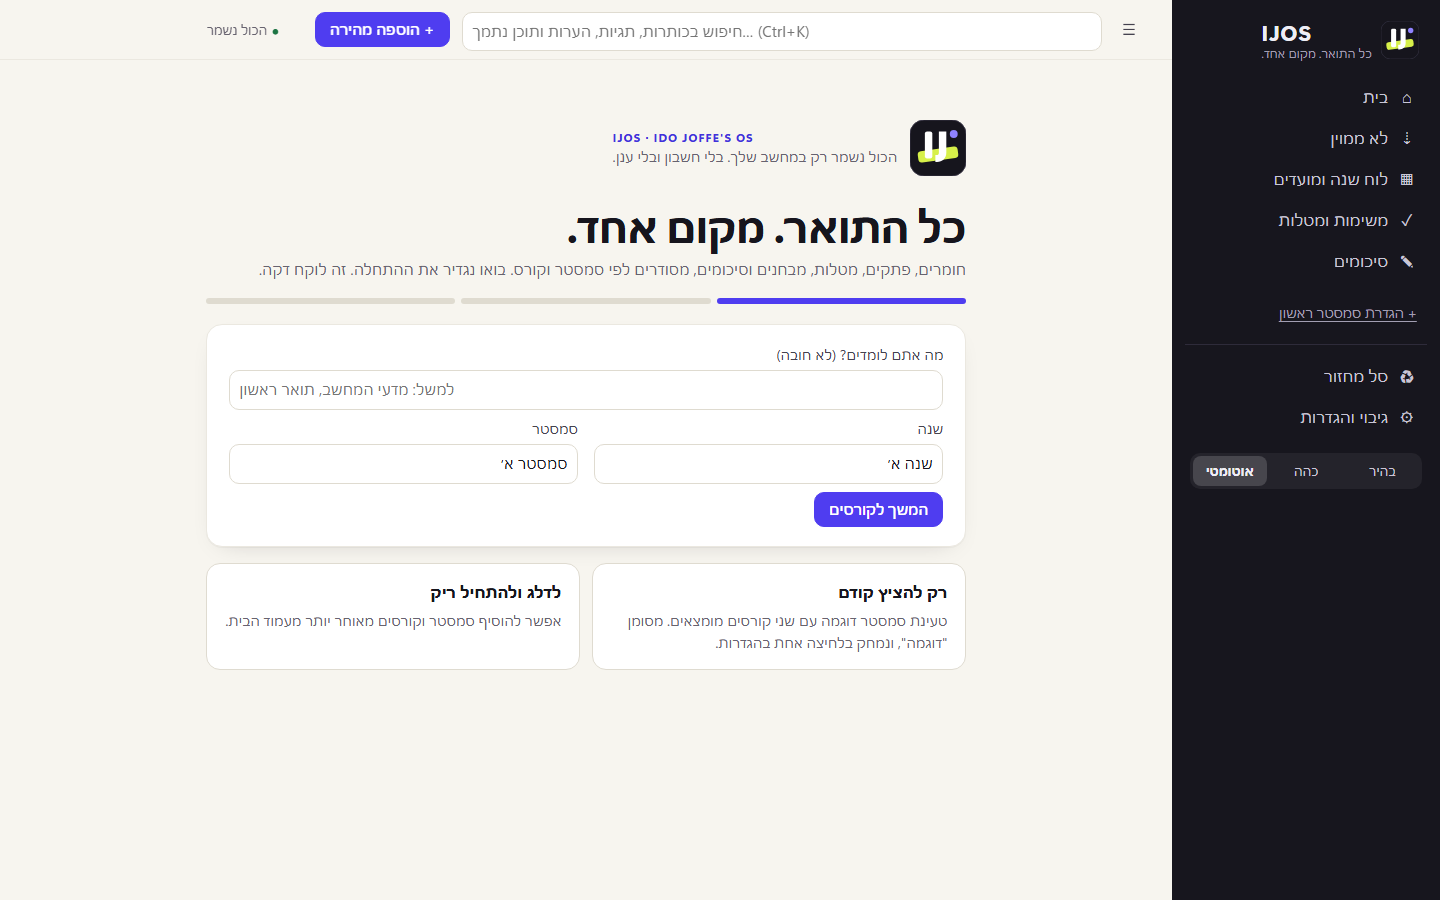 IJOS
כל התואר. מקום אחד.
בית
לא ממוין
לוח שנה ומועדים
משימות ומטלות
סיכומים
+ הגדרת סמסטר ראשון
סל מחזור
גיבוי והגדרות
בהיר
כהה
אוטומטי
חיפוש בכותרות, תגיות, הערות ותוכן נתמך... (Ctrl+K)
+ הוספה מהירה
הכול נשמר
IJOS · IDO JOFFE'S OS
הכול נשמר רק במחשב שלך. בלי חשבון ובלי ענן.
כל התואר. מקום אחד.
חומרים, פתקים, מטלות, מבחנים וסיכומים, מסודרים לפי סמסטר וקורס. בואו נגדיר את ההתחלה. זה לוקח דקה.
מה אתם לומדים? (לא חובה)
למשל: מדעי המחשב, תואר ראשון
שנה
סמסטר
שנה א׳
סמסטר א׳
המשך לקורסים
רק להציץ קודם
טעינת סמסטר דוגמה עם שני קורסים מומצאים. מסומן
"דוגמה", ונמחק בלחיצה אחת בהגדרות.
לדלג ולהתחיל ריק
אפשר להוסיף סמסטר וקורסים מאוחר יותר מעמוד הבית.